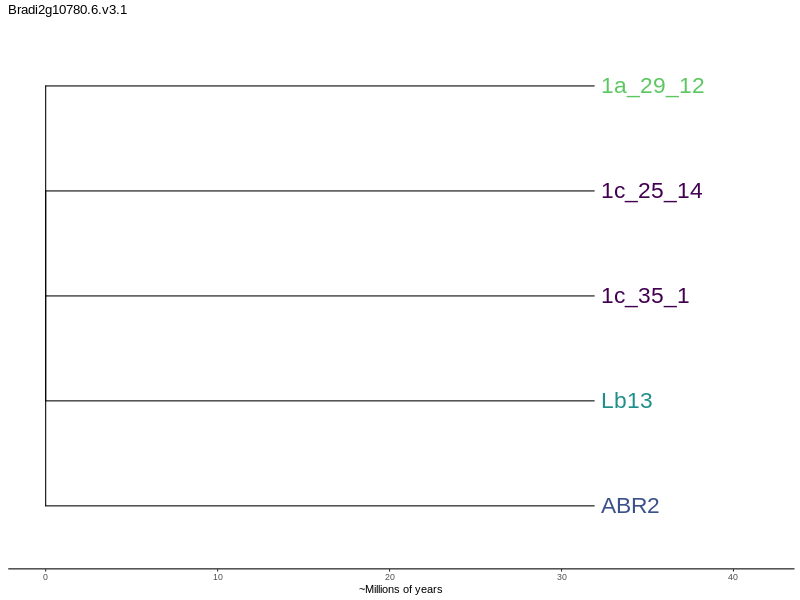 Bradi2g10780.6.v3.1
1a_29_12
1c_25_14
1c_35_1
Lb13
ABR2
0 10 20 30 40
~Millions of years